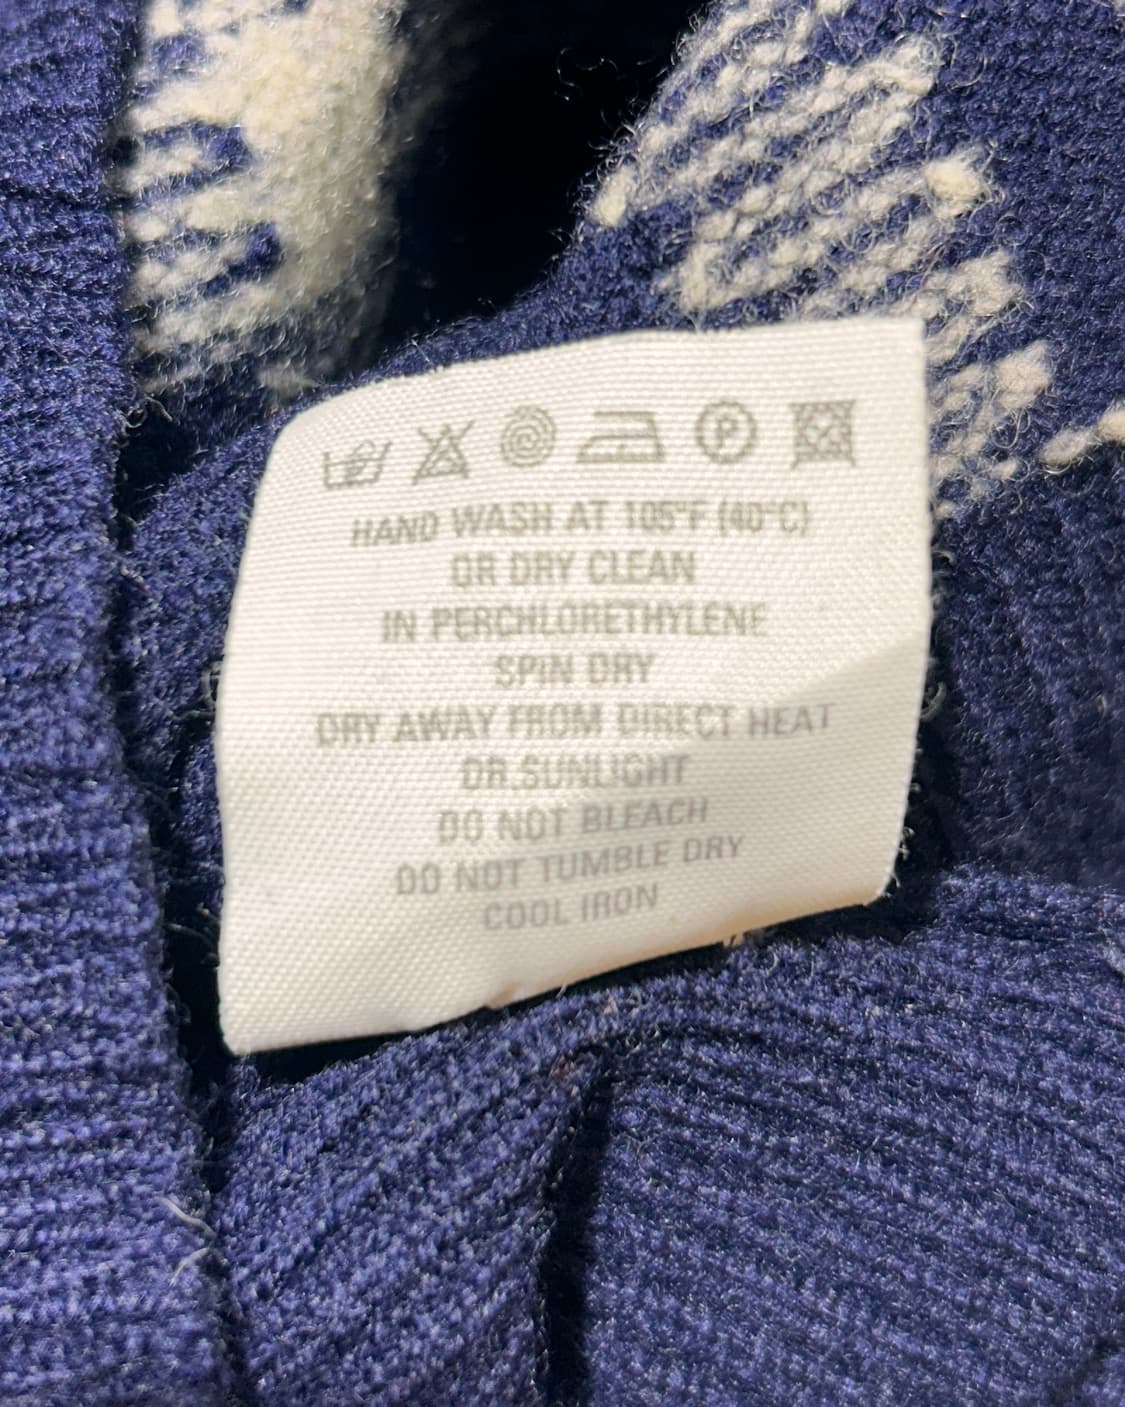 P
HAND WASH AT 105°F (40°C)
OR DRY CLEAN
IN PERCHLORETHYLENE
SPIN DRY
DRY AWAY FROM DIRECT HEAT
OR.SUNLIGHT
DO NOT BLEACH
DO NOT TUMBLE DRY
COOL IRON